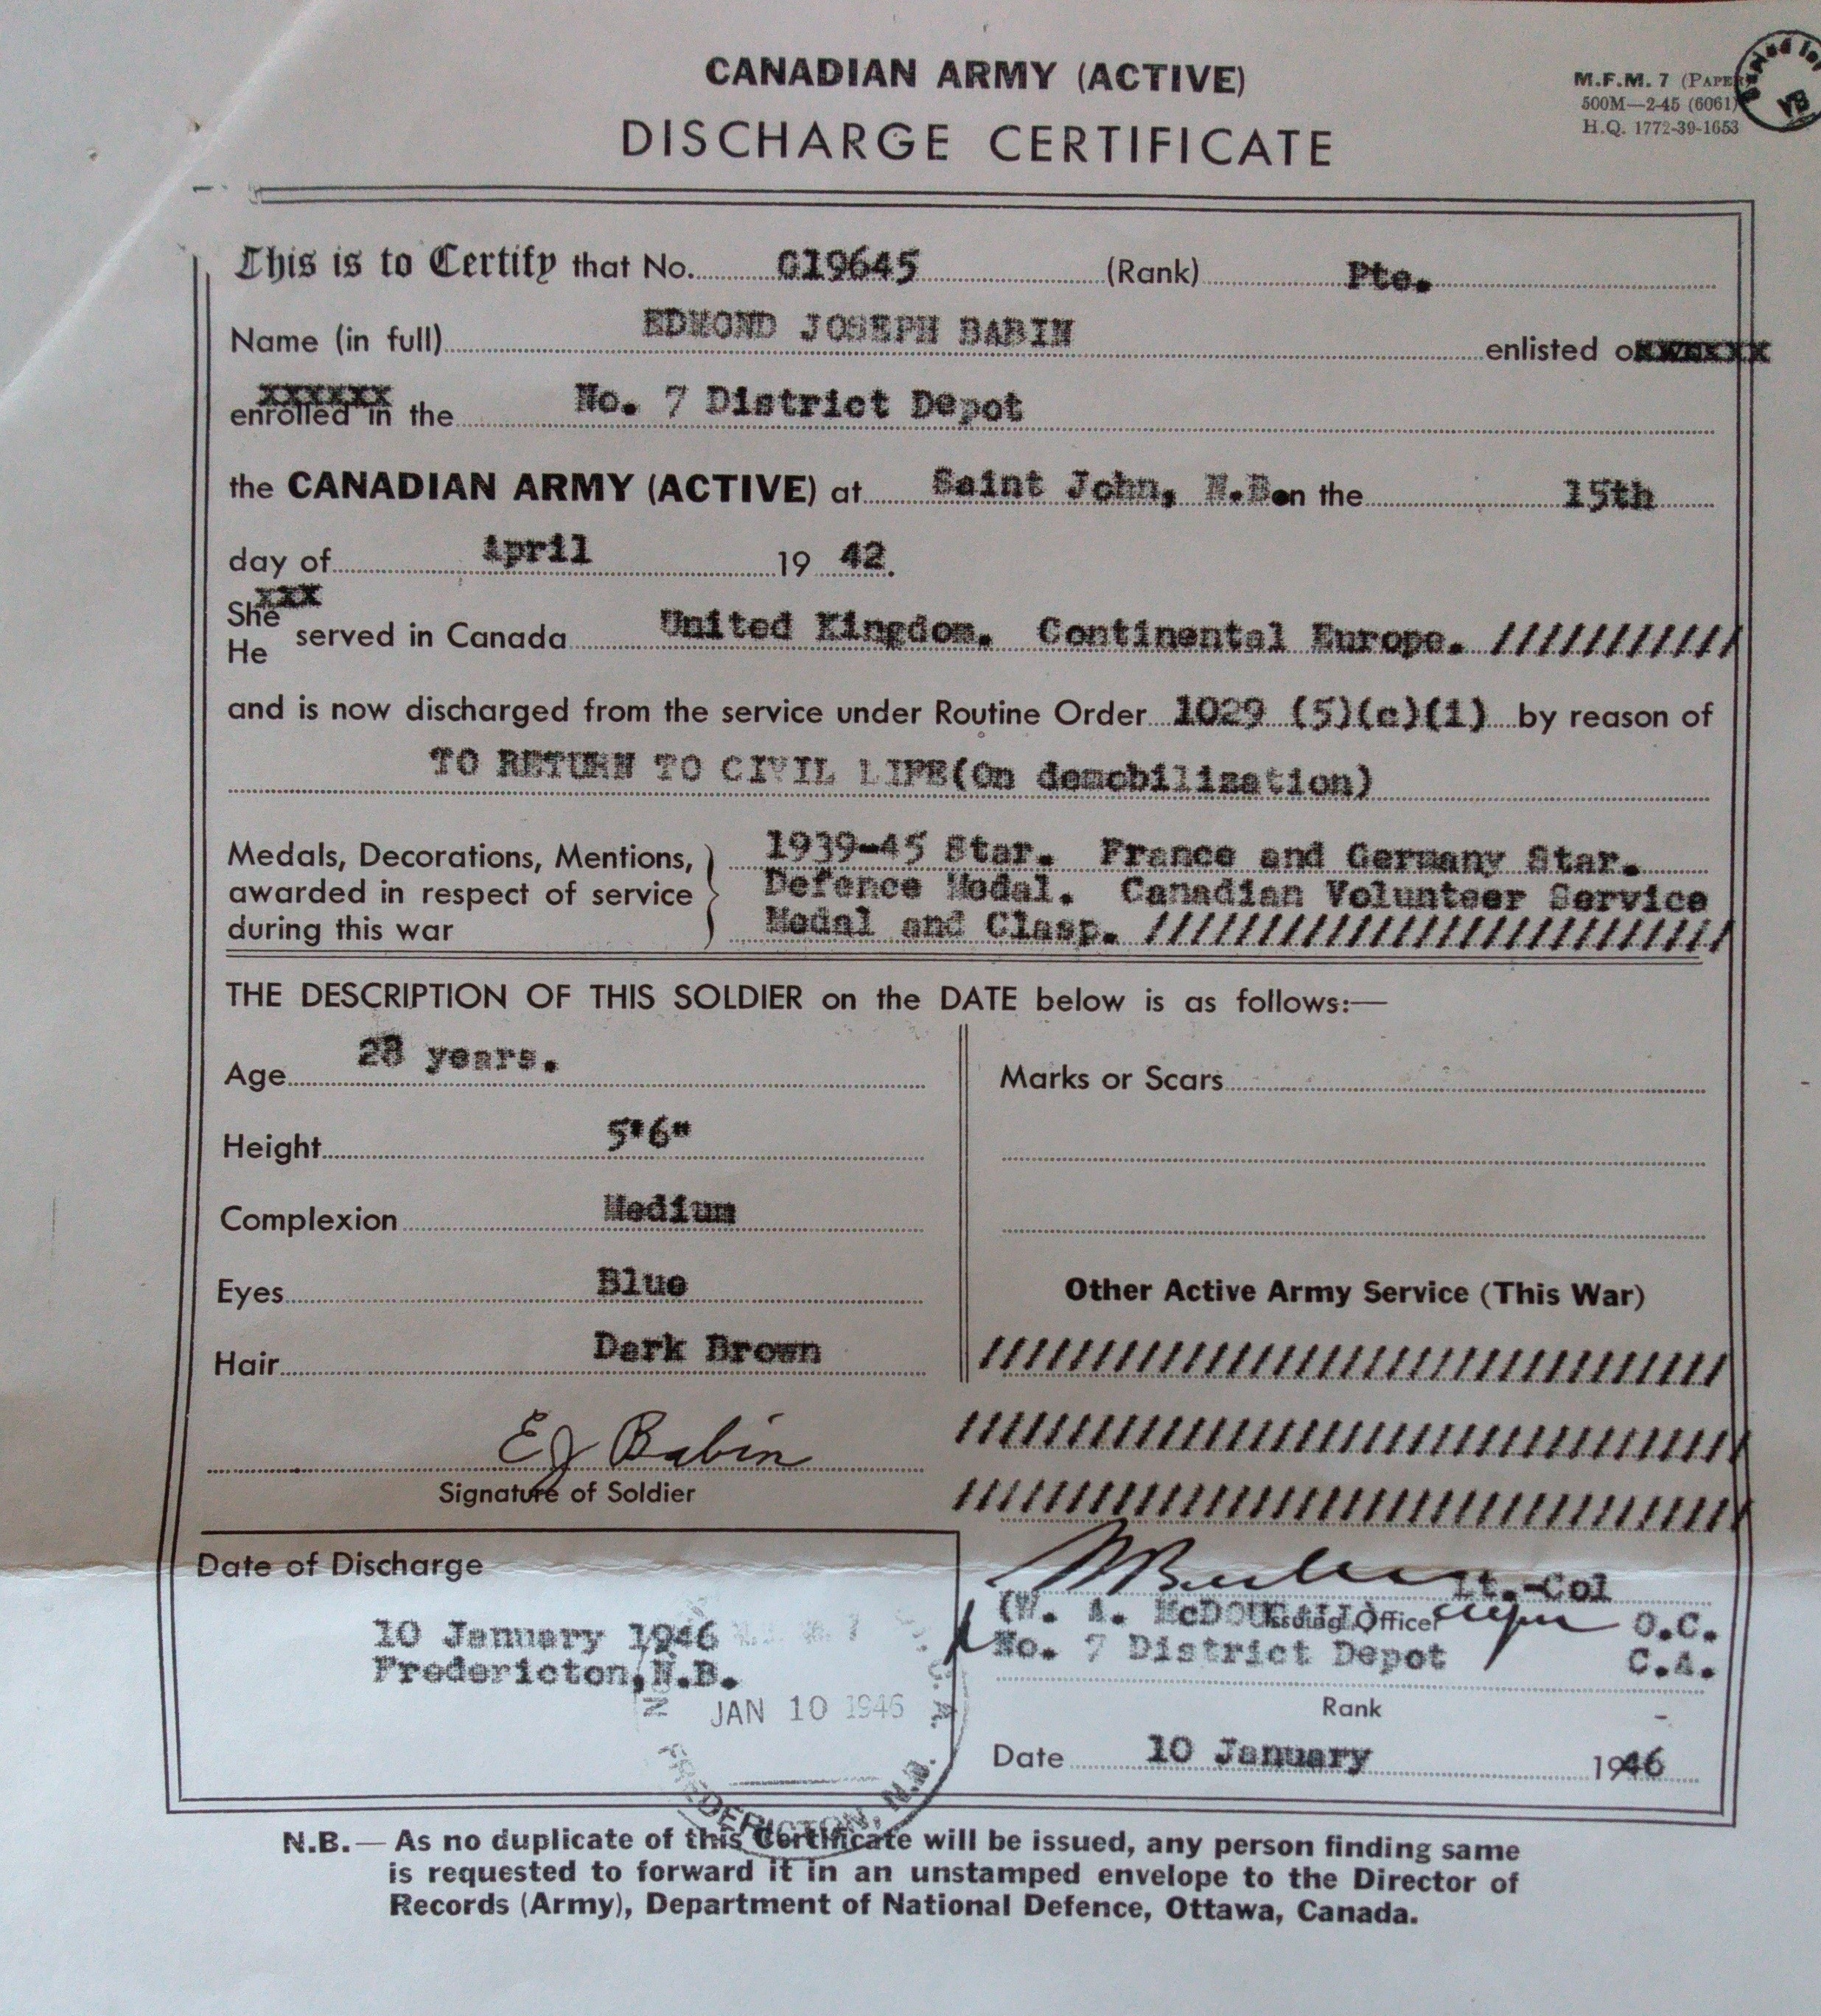 CANADIAN ARMY (ACTIVE)
DISCHARGE CERTIFICATE
M.F.M. 7 (PAPER
500M—2-45 (6061)
H.Q. 1772-39-1653
This is to Certify that No. G19645 (Rank) Pte.
Name (in full) EDMOND JOSEPH BABIN enlisted or
enrolled in the No. 7 District Depot
the CANADIAN ARMY (ACTIVE) at Saint John, N.B. on the 15th
day of April 19 42.
She xxx
He served in Canada United Kingdom. Continental Europe. ///////////
and is now discharged from the service under Routine Order 1029 (5)(c)(1) by reason of
TO RETURN TO CIVIL LIFE(On demobilization)
Medals, Decorations, Mentions, 1939-45 Star. France and Germany Star.
awarded in respect of service Defence Medal. Canadian Volunteer Service
during this war Medal and Clasp. //////////////////////////
THE DESCRIPTION OF THIS SOLDIER on the DATE below is as follows:—
Age 28 years.
Marks or Scars
Height 5'6"
Complexion Medium
Eyes Blue
Other Active Army Service (This War)
Hair Dark Brown
E J Babin
Signature of Soldier
Date of Discharge
10 January 1946
Fredericton, N.B.
JAN 10 1946
FREDERICTON, N.B.
Lt.-Col
(W. A. McDOUGALL) Issuing Officer O.C.
No. 7 District Depot C.A.
Rank
Date 10 January 1946
N.B.— As no duplicate of this Certificate will be issued, any person finding same
is requested to forward it in an unstamped envelope to the Director of
Records (Army), Department of National Defence, Ottawa, Canada.